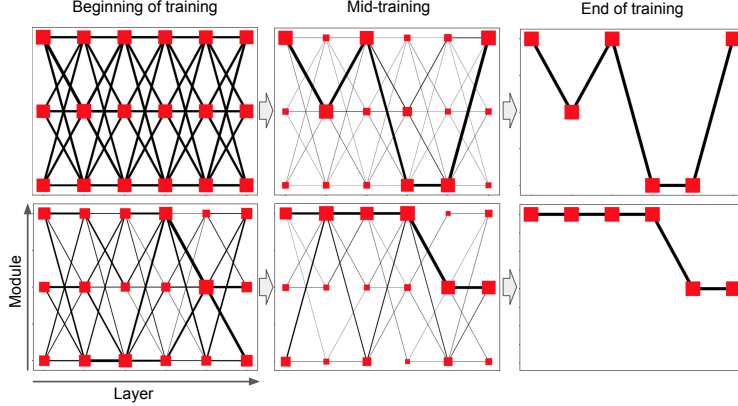 Beginning of training
Mid-training
End of training
Module
Layer